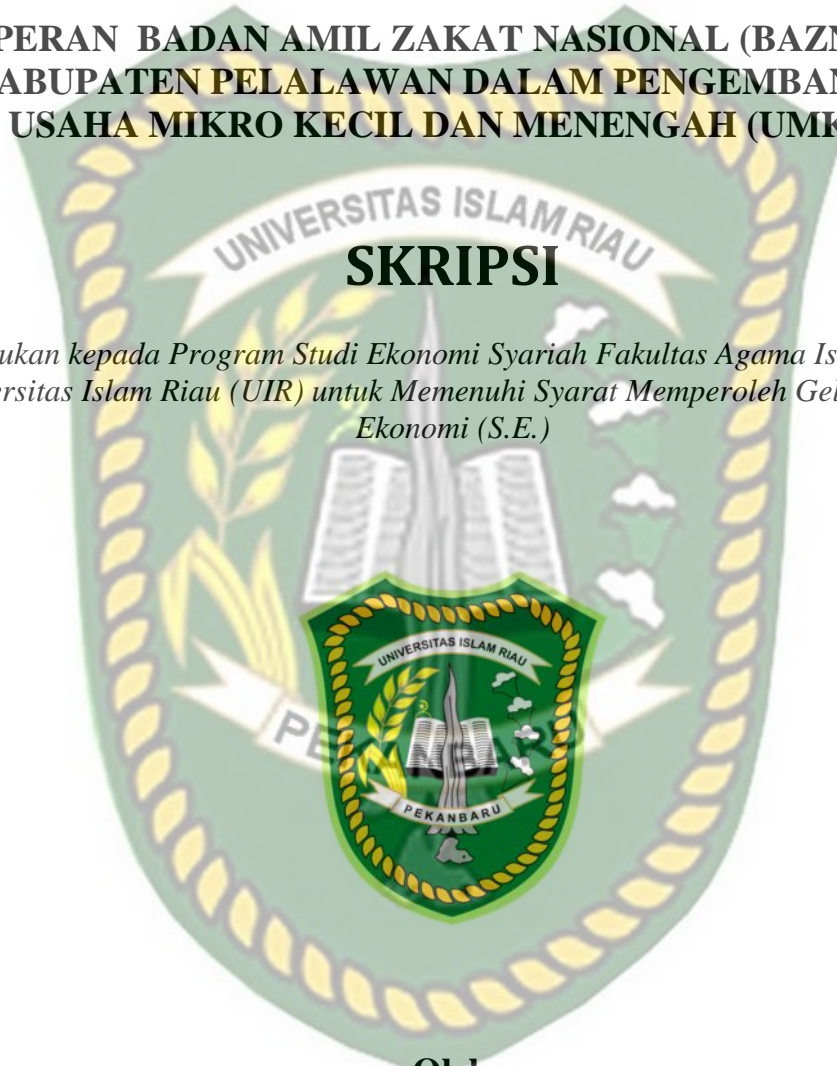 PERAN BADAN AMIL ZAKAT NASIONAL (BAZN
ABUPATEN PELALAWAN DALAM PENGEMBAN
USAHA MIKRO KECIL DAN MENENGAH (UMK
UNIVERSITAS ISLAM RIAU
SKRIPSI
ukan kepada Program Studi Ekonomi Syariah Fakultas Agama Is
ersitas Islam Riau (UIR) untuk Memenuhi Syarat Memperoleh Gel
Ekonomi (S.E.)
UNIVERSITAS ISLAM RIAU
PEKANBARU
PEKANBARU